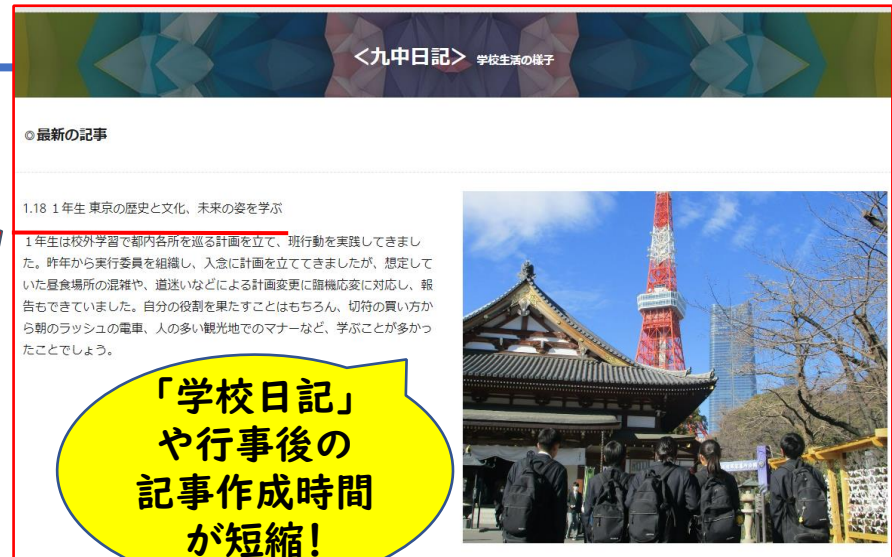 <九中日記> 学校生活の様子
◎最新の記事
1.18 1年生 東京の歴史と文化、未来の姿を学ぶ
1年生は校外学習で都内各所を巡る計画を立て、班行動を実践してきまし
た。昨年から実行委員を組織し、入念に計画を立ててきましたが、想定して
いた昼食場所の混雑や、道迷いなどによる計画変更に臨機応変に対応し、報
告もできていました。自分の役割を果たすことはもちろん、切符の買い方か
ら朝のラッシュの電車、人の多い観光地でのマナーなど、学ぶことが多かっ
たことでしょう。
「学校日記」
や行事後の
記事作成時間
が短縮!